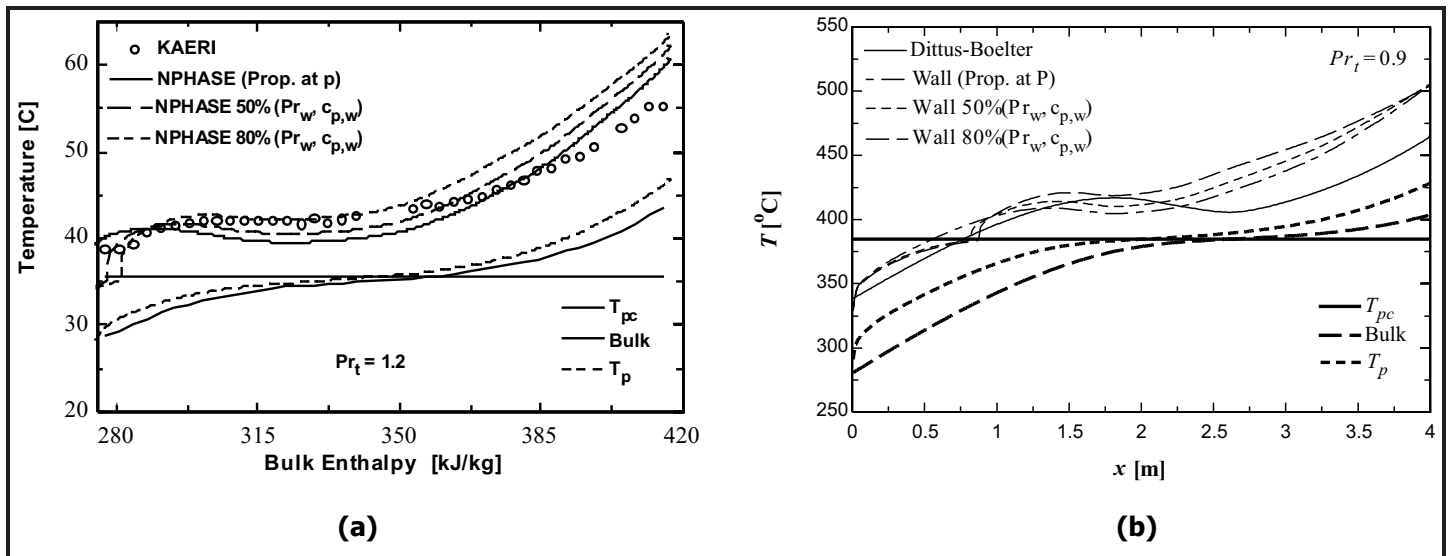 60
50
40
30
20
Temperature [C]
KAERI
NPHASE (Prop. at p)
NPHASE 50% (Prw, cp,w)
NPHASE 80% (Prw, cp,w)
Tpc
Bulk
Tp
Prt = 1.2
280 315 350 385 420
Bulk Enthalpy [kJ/kg]
(a)
550
500
450
400
350
300
250
T [°C]
Dittus-Boelter
Wall (Prop. at P)
Wall 50%(Prw, cp,w)
Wall 80%(Prw, cp,w)
Prt = 0.9
Tpc
Bulk
Tp
0 0.5 1 1.5 2 2.5 3 3.5 4
x [m]
(b)